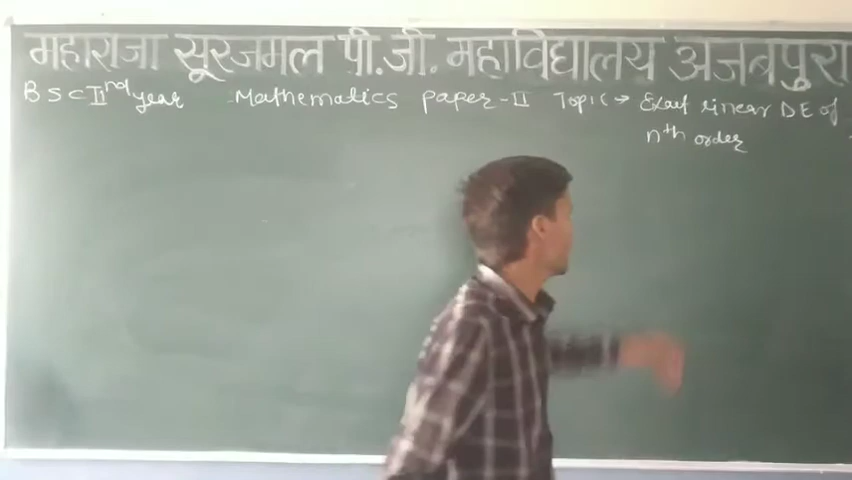 महाराजा सूरजमल पी.जी. महाविद्यालय अजबपुरा
BSC IInd year Mathematics paper-II Topic → Exact linear DE of
nth order